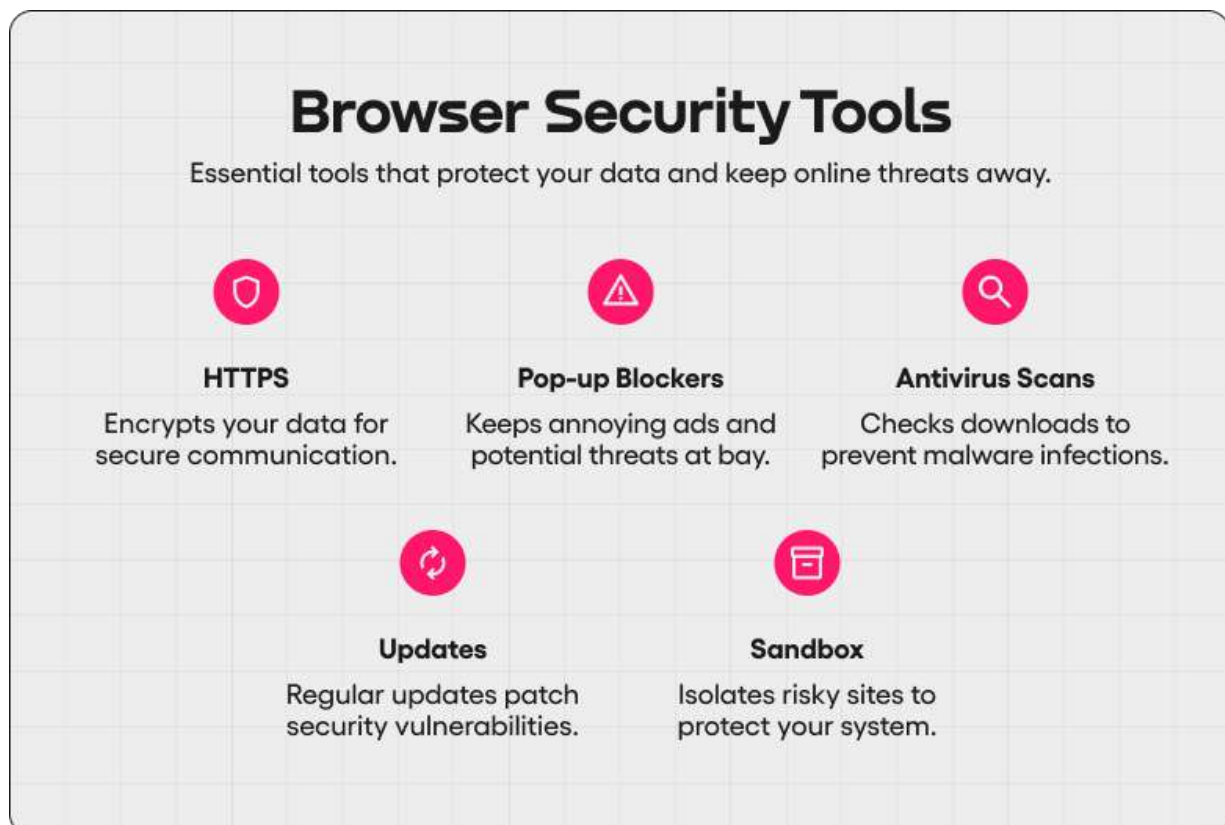 Browser Security Tools
Essential tools that protect your data and keep online threats away.
HTTPS
Encrypts your data for
secure communication.
Pop-up Blockers
Keeps annoying ads and
potential threats at bay.
Antivirus Scans
Checks downloads to
prevent malware infections.
Updates
Regular updates patch
security vulnerabilities.
Sandbox
Isolates risky sites to
protect your system.